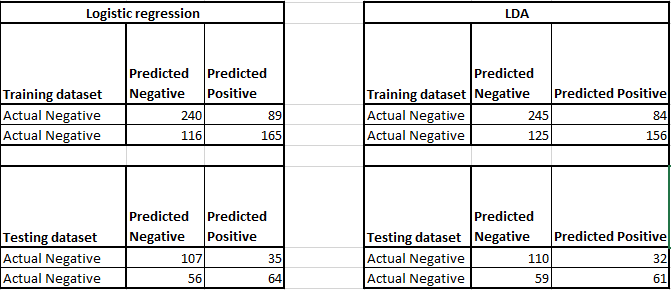 Logistic regression LDA
Predicted Predicted Predicted
Training dataset Negative Positive Training dataset Negative Predicted Positive
Actual Negative 240 89 Actual Negative 245 84
Actual Negative 116 165 Actual Negative 125 156
Predicted Predicted Predicted
Testing dataset Negative Positive Testing dataset Negative Predicted Positive
Actual Negative 107 35 Actual Negative 110 32
Actual Negative 56 64 Actual Negative 59 61